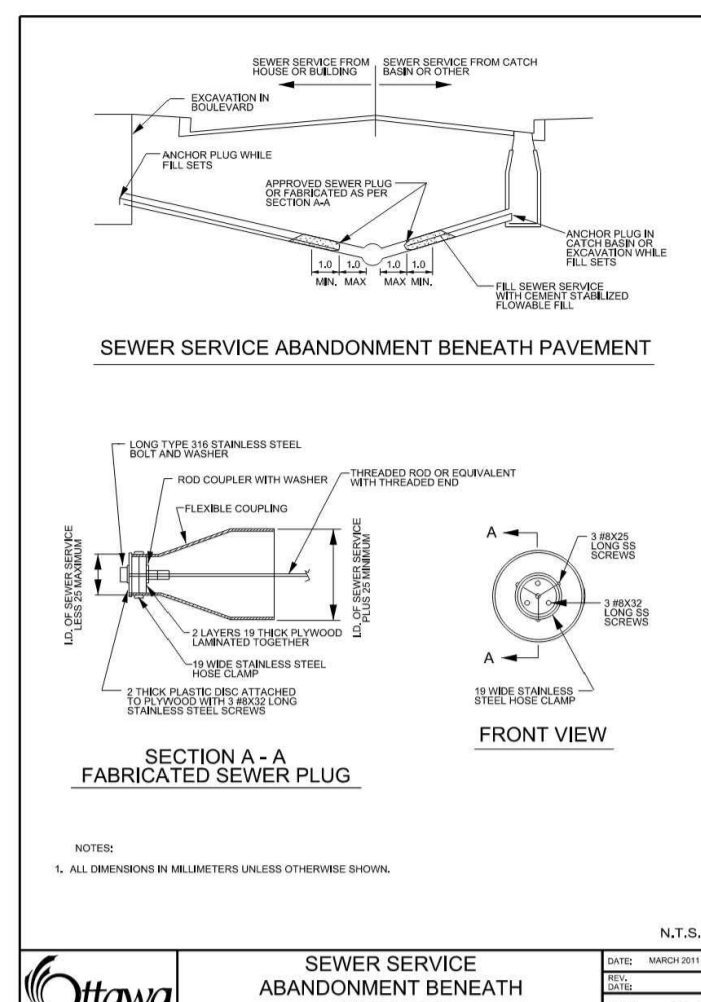 SEWER SERVICE FROM
HOUSE OR BUILDING
SEWER SERVICE FROM CATCH
BASIN OR OTHER
EXCAVATION IN
BOULEVARD
ANCHOR PLUG WHILE
FILL SETS
APPROVED SEWER PLUG
OR FABRICATED AS PER
SECTION A-A
ANCHOR PLUG IN
CATCH BASIN OR
EXCAVATION WHILE
FILL SETS
1.0 1.0 1.0 1.0
MIN. MAX MAX MIN.
FILL SEWER SERVICE
WITH CEMENT STABILIZED
FLOWABLE FILL
SEWER SERVICE ABANDONMENT BENEATH PAVEMENT
LONG TYPE 316 STAINLESS STEEL
BOLT AND WASHER
ROD COUPLER WITH WASHER
THREADED ROD OR EQUIVALENT
WITH THREADED END
FLEXIBLE COUPLING
I.D. OF SEWER SERVICE
LESS 25 MAXIMUM
I.D. OF SEWER SERVICE
PLUS 25 MINIMUM
2 LAYERS 19 THICK PLYWOOD
LAMINATED TOGETHER
19 WIDE STAINLESS STEEL
HOSE CLAMP
2 THICK PLASTIC DISC ATTACHED
TO PLYWOOD WITH 3 #8X32 LONG
STAINLESS STEEL SCREWS
SECTION A - A
FABRICATED SEWER PLUG
A
3 #8X25
LONG SS
SCREWS
3 #8X32
LONG SS
SCREWS
A
19 WIDE STAINLESS
STEEL HOSE CLAMP
FRONT VIEW
NOTES:
1. ALL DIMENSIONS IN MILLIMETERS UNLESS OTHERWISE SHOWN.
N.T.S.
Ottawa
SEWER SERVICE
ABANDONMENT BENEATH
DATE: MARCH 2011
REV.
DATE: